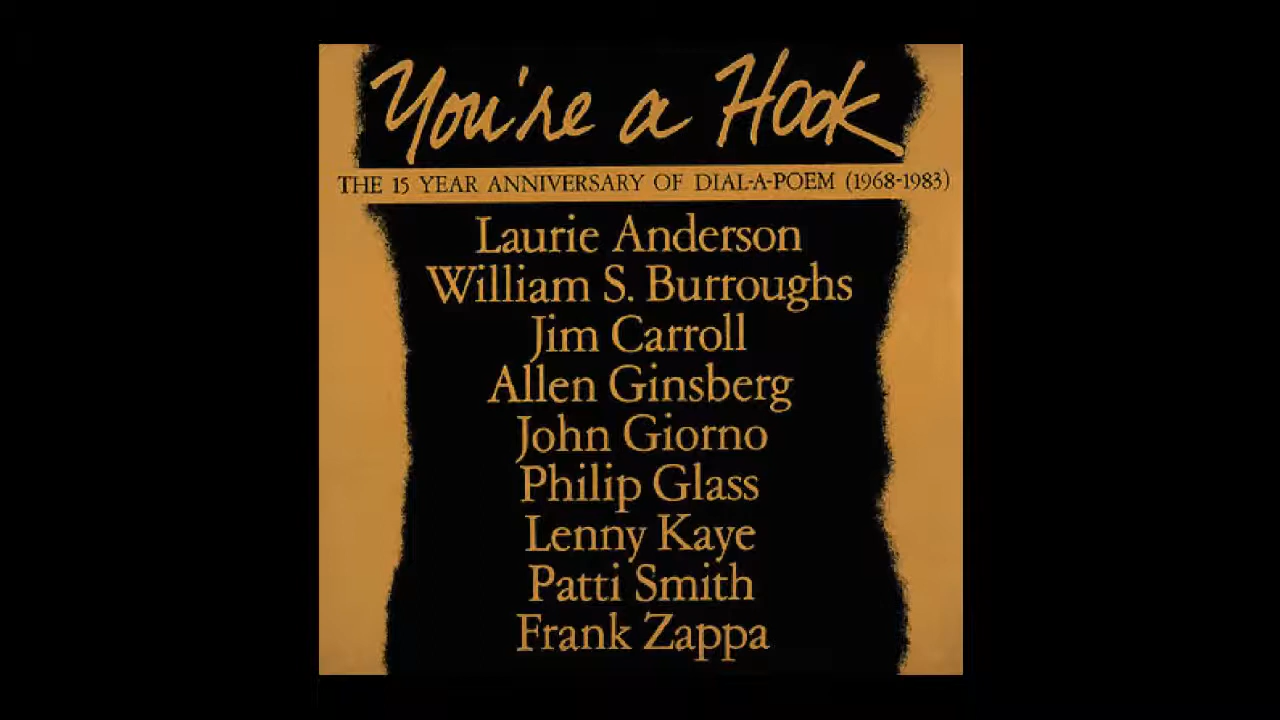 You're a Hook
THE 15 YEAR ANNIVERSARY OF DIAL-A-POEM (1968-1983)
Laurie Anderson
William S. Burroughs
Jim Carroll
Allen Ginsberg
John Giorno
Philip Glass
Lenny Kaye
Patti Smith
Frank Zappa